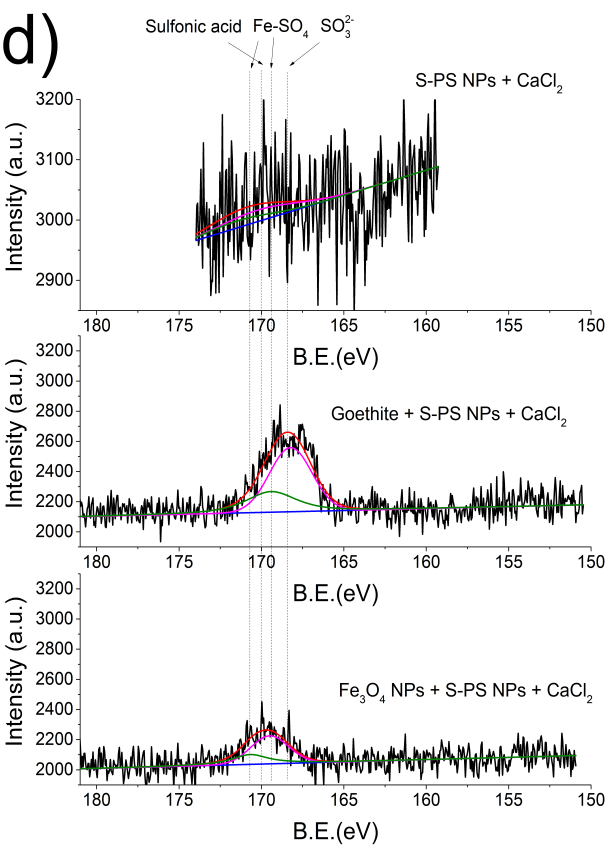 d)
Sulfonic acid Fe-SO₄ SO₃²⁻
S-PS NPs + CaCl₂
3200
3100
3000
2900
Intensity (a.u.)
180 175 170 165 160 155 150
B.E.(eV)
Goethite + S-PS NPs + CaCl₂
3200
3000
2800
2600
2400
2200
2000
Intensity (a.u.)
180 175 170 165 160 155 150
B.E.(eV)
Fe₃O₄ NPs + S-PS NPs + CaCl₂
3200
3000
2800
2600
2400
2200
2000
Intensity (a.u.)
180 175 170 165 160 155 150
B.E.(eV)